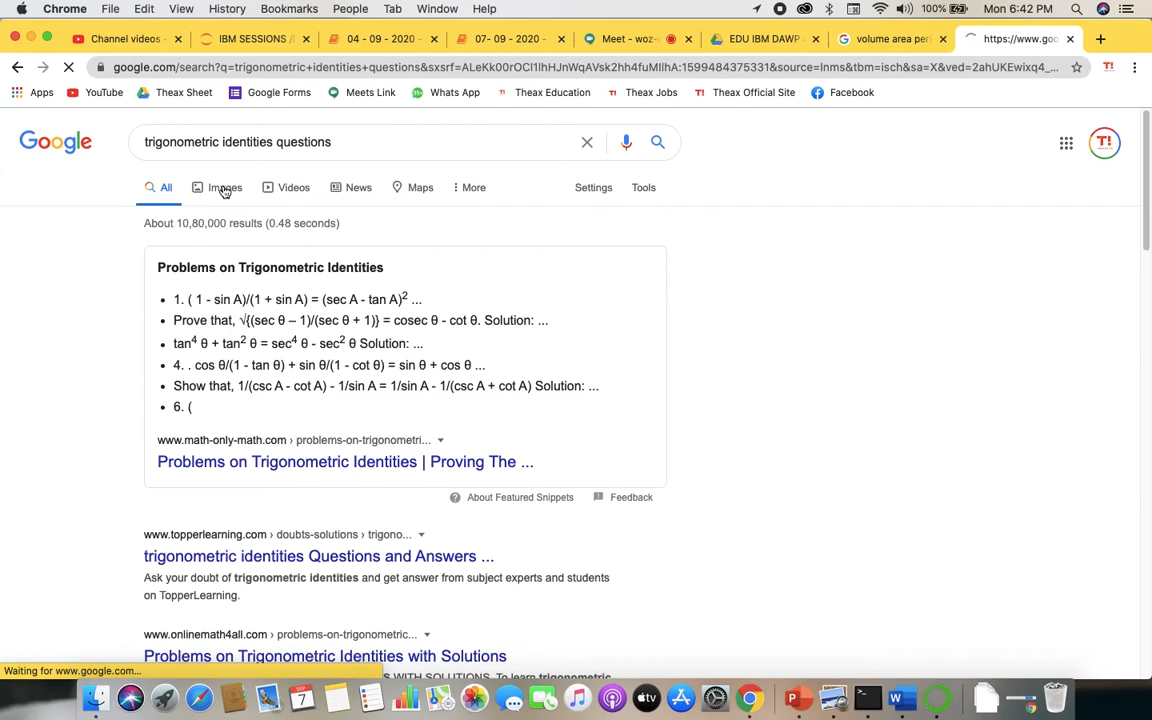 Chrome File Edit View History Bookmarks People Tab Window Help 100% Mo 6:42 PM
Channel videos - IBM SESSIONS / 04 - 09 - 2020 - 07- 09 - 2020 - Meet - woz- EDU IBM DAWP volume area peri https://www.goo
google.com/search?q=trigonometric+identities+questions&sxsrf=ALeKk00rOCl1lhHJnWqAVsk2hh4fuMIlhA:1599484375331&source=lnms&tbm=isch&sa=X&ved=2ahUKEwixq4_...
Apps YouTube Theax Sheet Google Forms Meets Link Whats App Theax Education Theax Jobs Theax Official Site Facebook
Google trigonometric identities questions T!
All Images Videos News Maps More Settings Tools
About 10,80,000 results (0.48 seconds)
Problems on Trigonometric Identities
• 1. ( 1 - sin A)/(1 + sin A) = (sec A - tan A)² ...
• Prove that, √{(sec θ – 1)/(sec θ + 1)} = cosec θ - cot θ. Solution: ...
• tan⁴ θ + tan² θ = sec⁴ θ - sec² θ Solution: ...
• 4. . cos θ/(1 - tan θ) + sin θ/(1 - cot θ) = sin θ + cos θ ...
• Show that, 1/(csc A - cot A) - 1/sin A = 1/sin A - 1/(csc A + cot A) Solution: ...
• 6. (
www.math-only-math.com › problems-on-trigonometri...
Problems on Trigonometric Identities | Proving The ...
About Featured Snippets Feedback
www.topperlearning.com › doubts-solutions › trigono...
trigonometric identities Questions and Answers ...
Ask your doubt of trigonometric identities and get answer from subject experts and students
on TopperLearning.
www.onlinemath4all.com › problems-on-trigonometric...
Problems on Trigonometric Identities with Solutions
WITH SOLUTIONS. To learn trigonometric
Waiting for www.google.com...
SEP 7